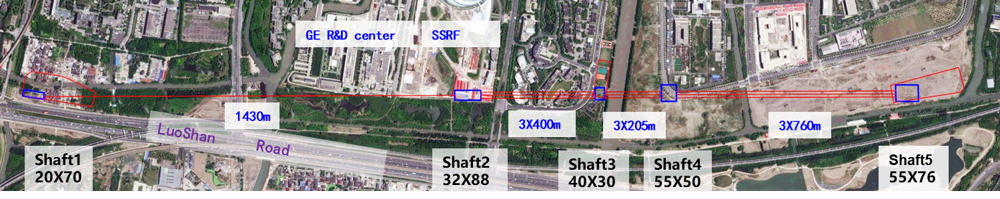 GE R&D center
SSRF
1430m
3X400m
3X205m
3X760m
LuoShan Road
Shaft1
20X70
Shaft2
32X88
Shaft3
40X30
Shaft4
55X50
Shaft5
55X76